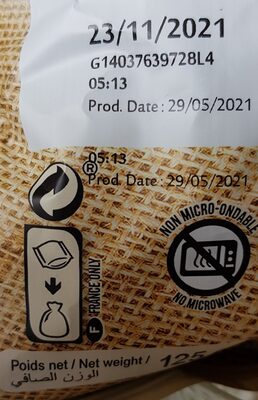 23/11/2021
G14037639728L4
05:13
Prod. Date: 29/05/2021
05:13
®
Prod. Date: 29/05/2021
NON MICRO-ONDABLE
NO MICROWAVE
F FRANCE ONLY
Poids net / Net weight / 125
الوزن الصافي